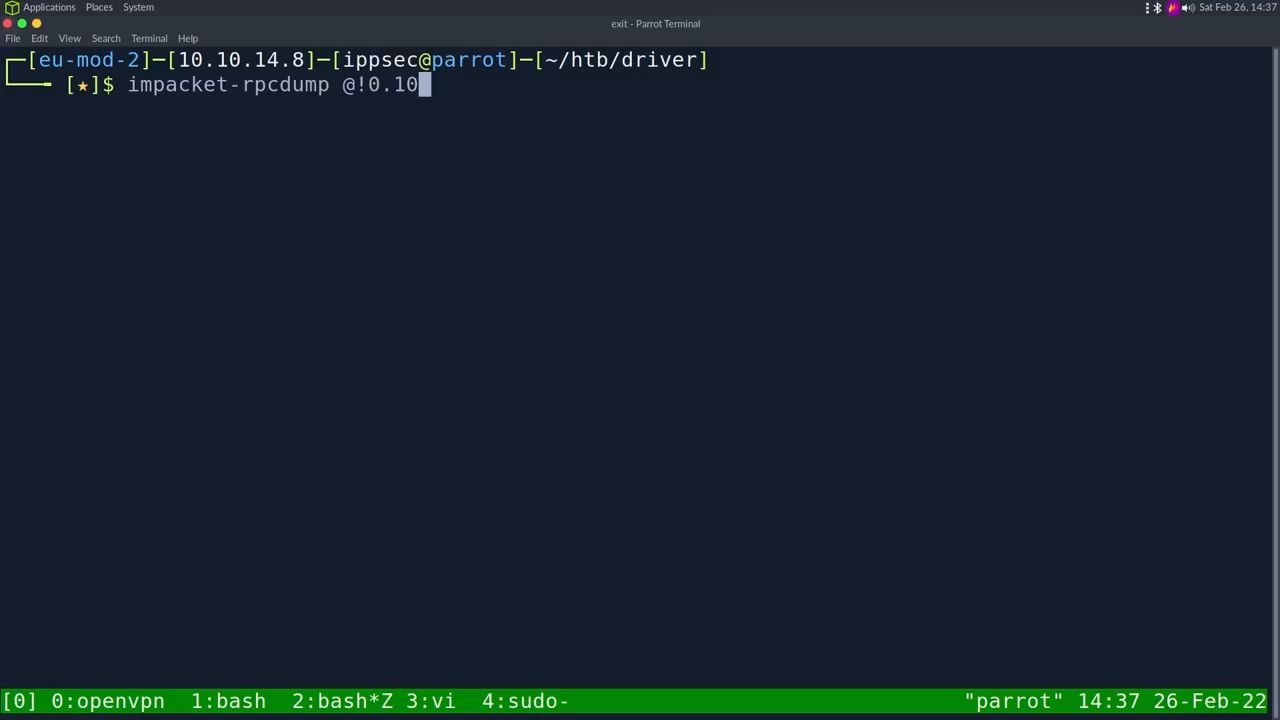 Applications Places System
Sat Feb 26, 14:37
exit - Parrot Terminal
File Edit View Search Terminal Help
┌─[eu-mod-2]─[10.10.14.8]─[ippsec@parrot]─[~/htb/driver]
└──╼ [★]$ impacket-rpcdump @!0.10
[0] 0:openvpn 1:bash 2:bash*Z 3:vi 4:sudo- "parrot" 14:37 26-Feb-22